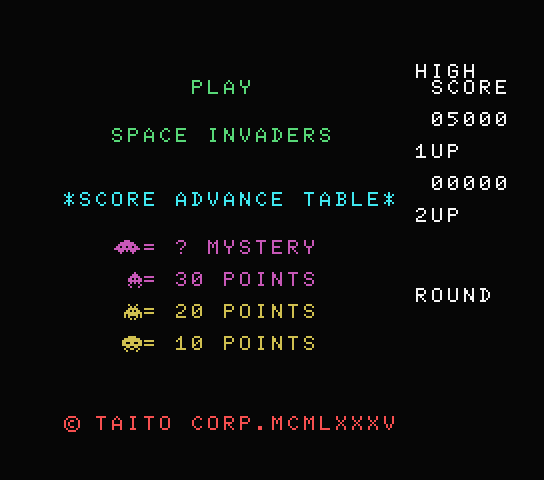 PLAY
SPACE INVADERS
*SCORE ADVANCE TABLE*
= ? MYSTERY
= 30 POINTS
= 20 POINTS
= 10 POINTS
© TAITO CORP.MCMLXXXV
HIGH
SCORE
05000
1UP
00000
2UP
ROUND